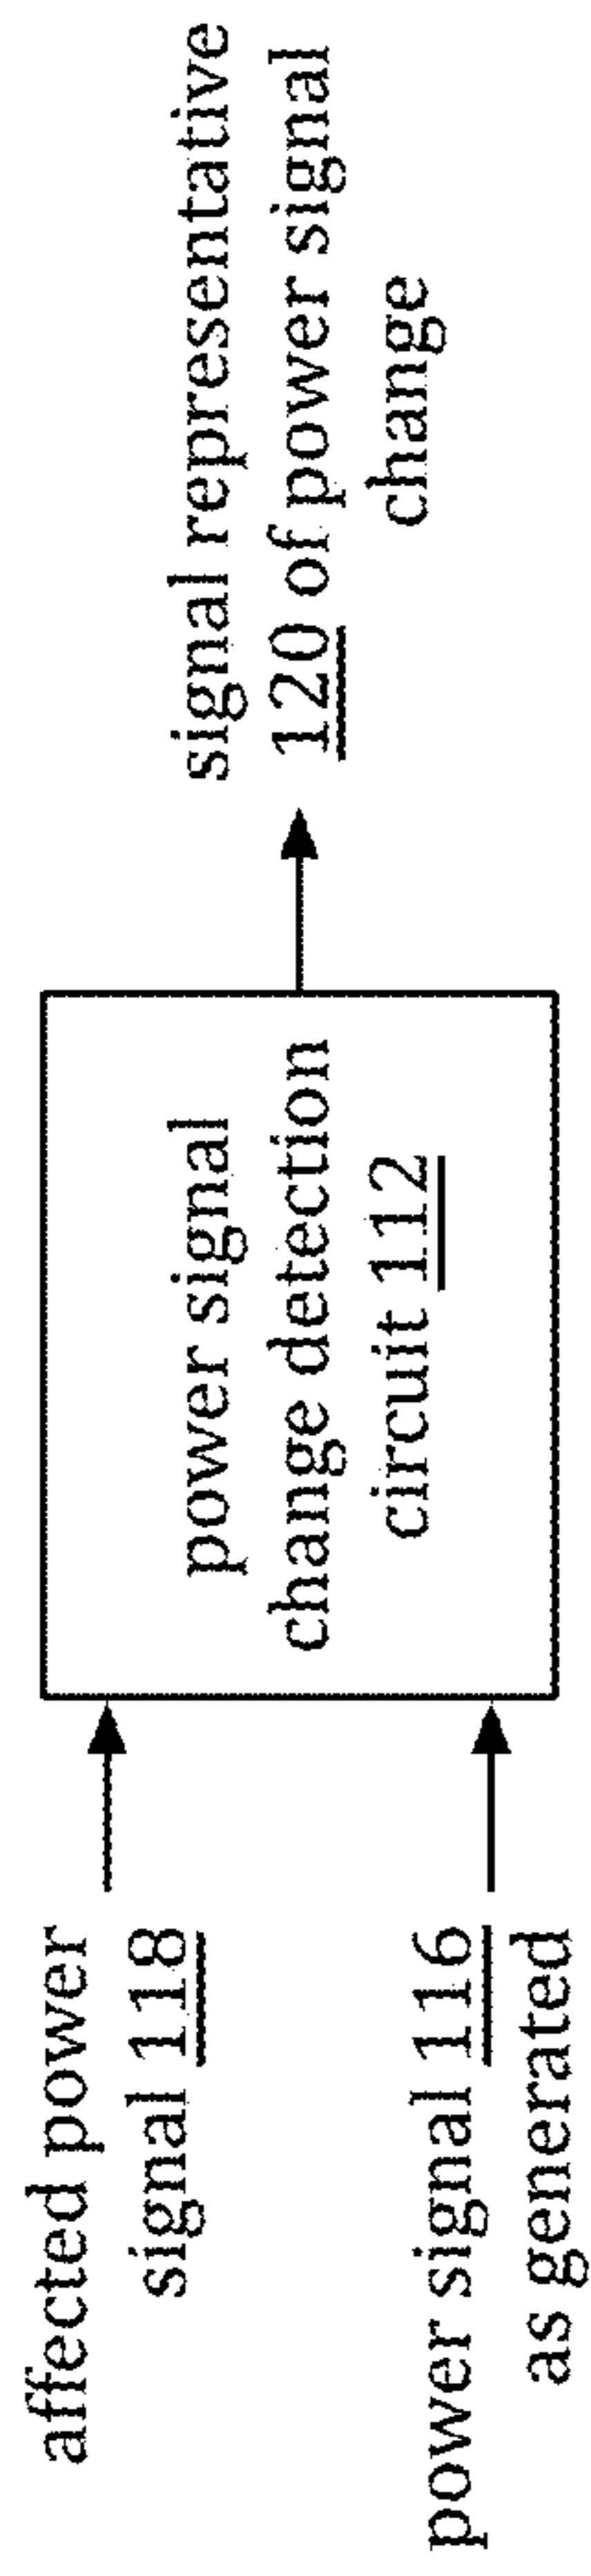 affected power
signal 118
power signal 116
as generated
power signal
change detection
circuit 112
signal representative
120 of power signal
change